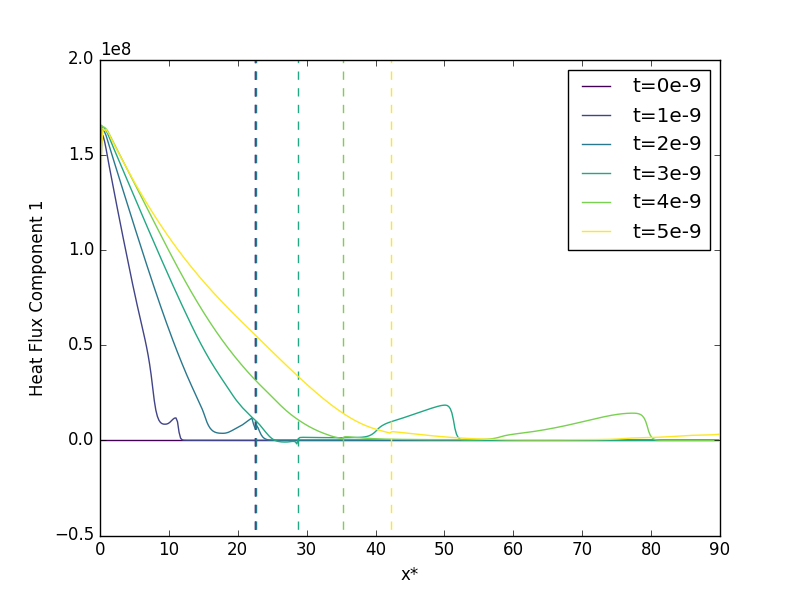 1e8
2.0
1.5
1.0
0.5
0.0
−0.5
Heat Flux Component 1
0 10 20 30 40 50 60 70 80 90
x*
t=0e-9
t=1e-9
t=2e-9
t=3e-9
t=4e-9
t=5e-9